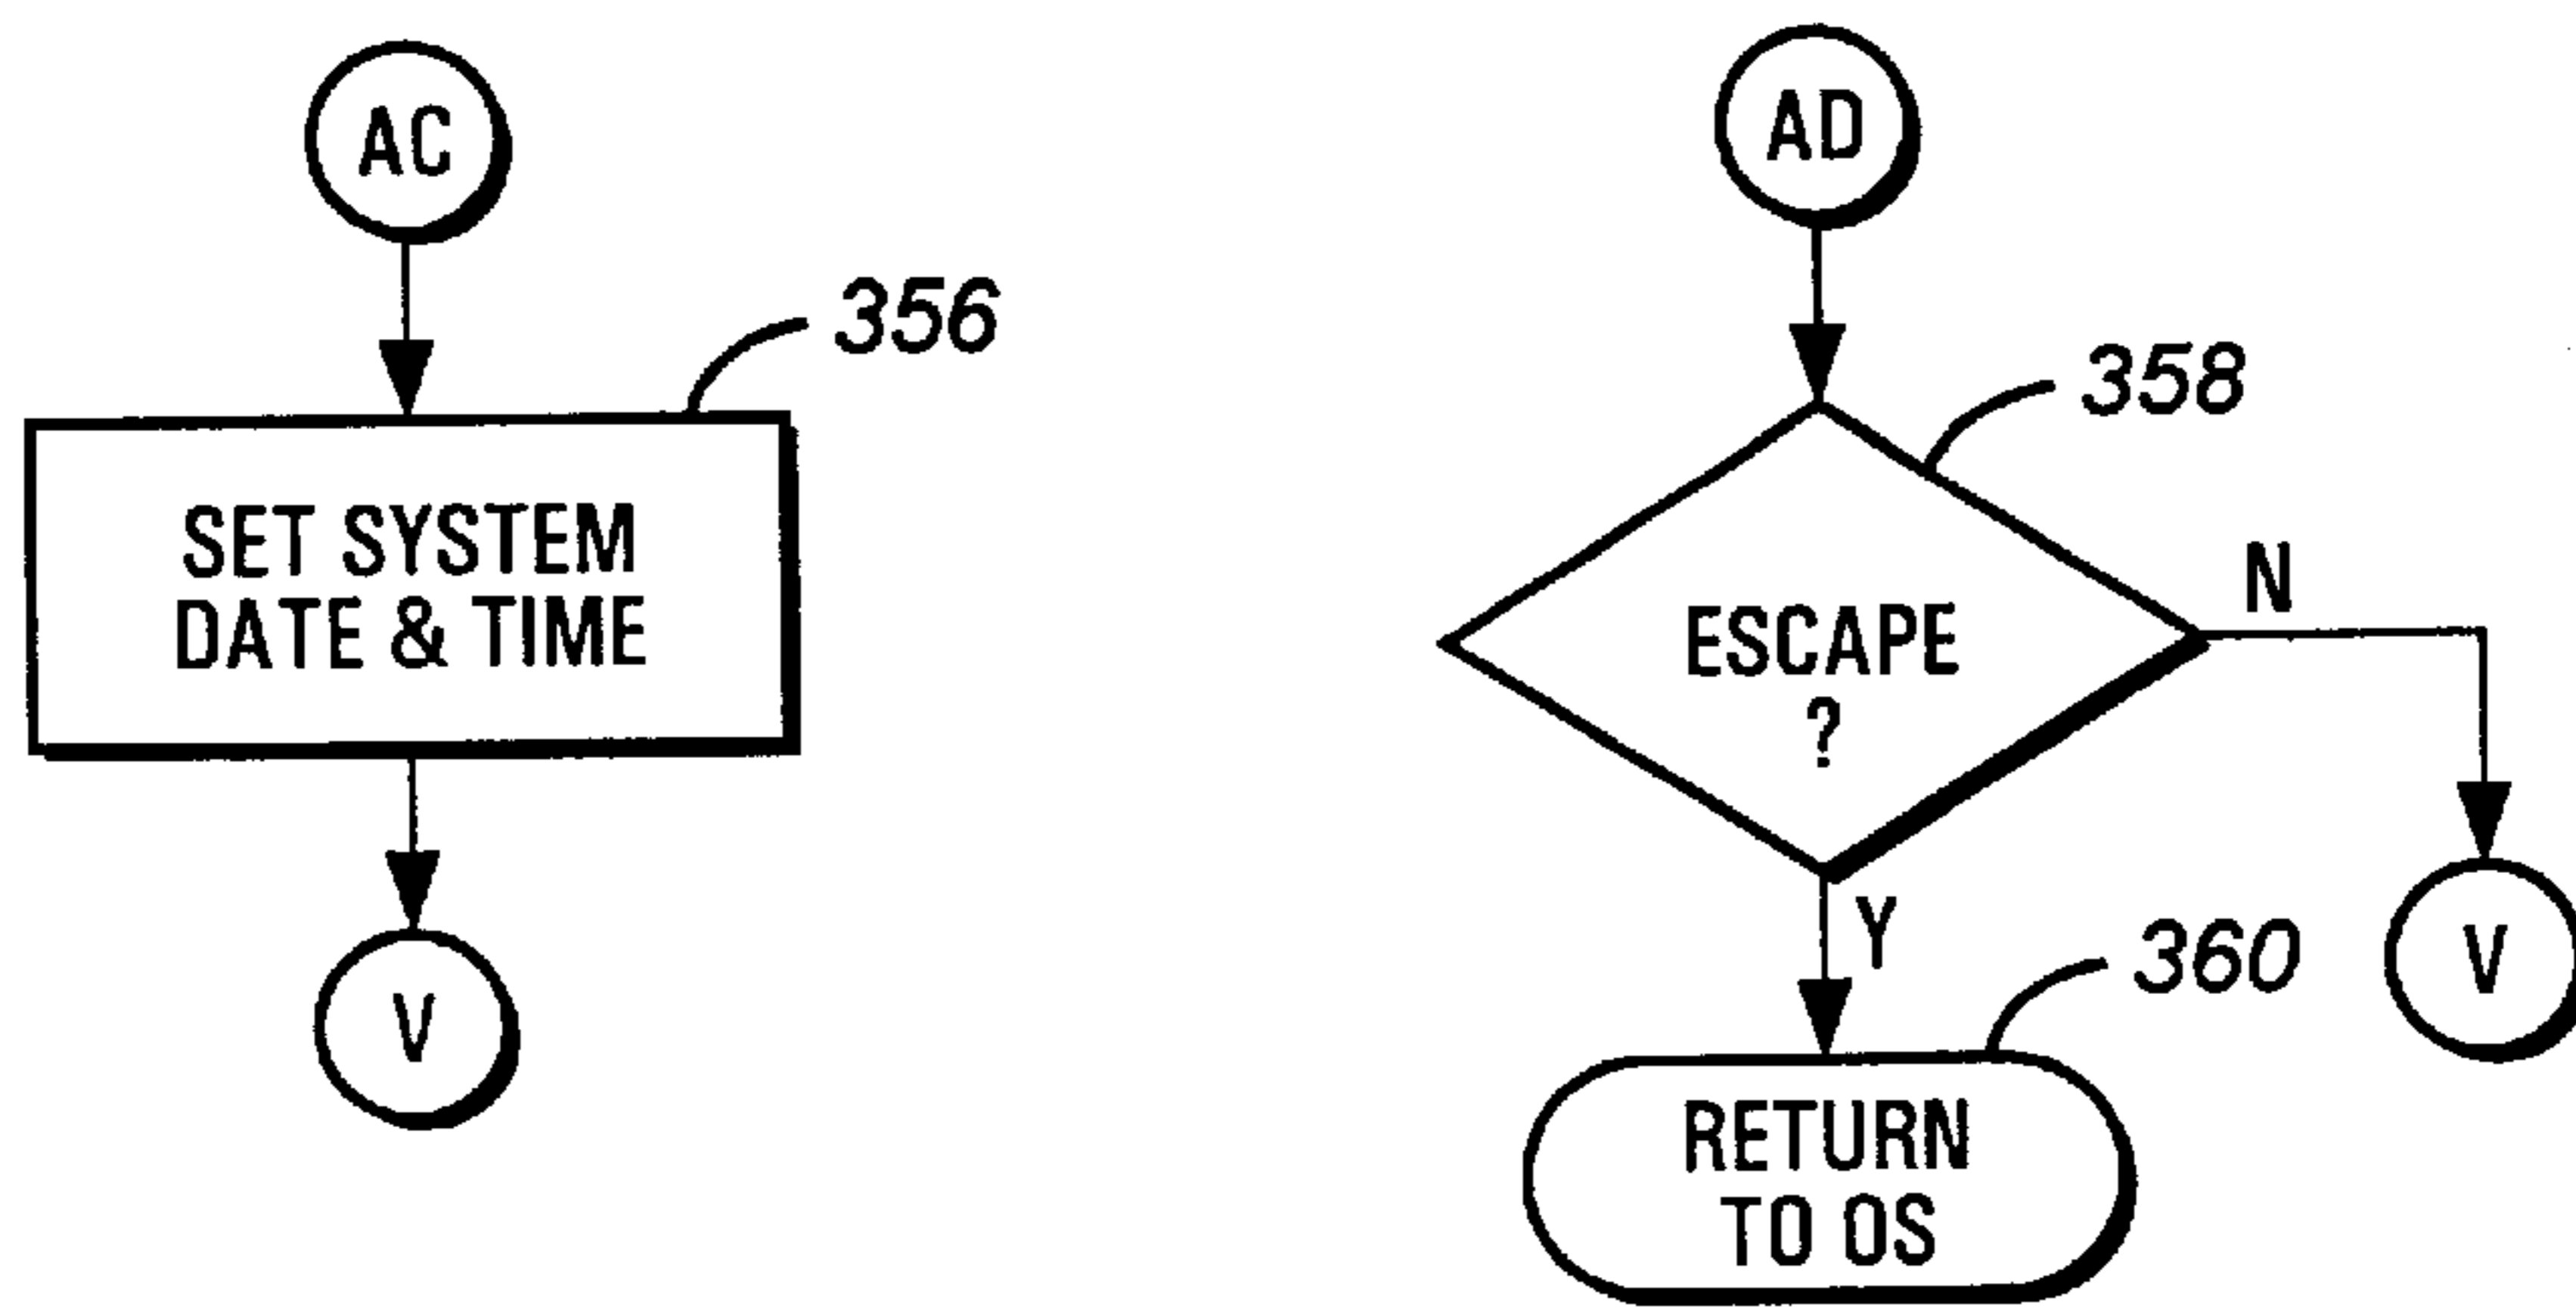 AC
356
SET SYSTEM
DATE & TIME
V
AD
358
ESCAPE
?
N
V
Y
360
RETURN
TO OS